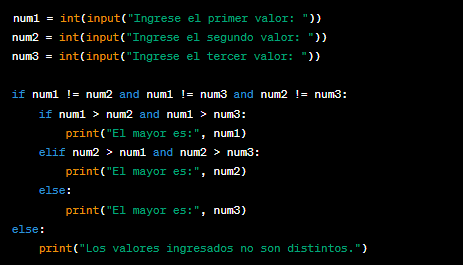 num1 = int(input("Ingrese el primer valor: "))
num2 = int(input("Ingrese el segundo valor: "))
num3 = int(input("Ingrese el tercer valor: "))

if num1 != num2 and num1 != num3 and num2 != num3:
    if num1 > num2 and num1 > num3:
        print("El mayor es:", num1)
    elif num2 > num1 and num2 > num3:
        print("El mayor es:", num2)
    else:
        print("El mayor es:", num3)
else:
    print("Los valores ingresados no son distintos.")